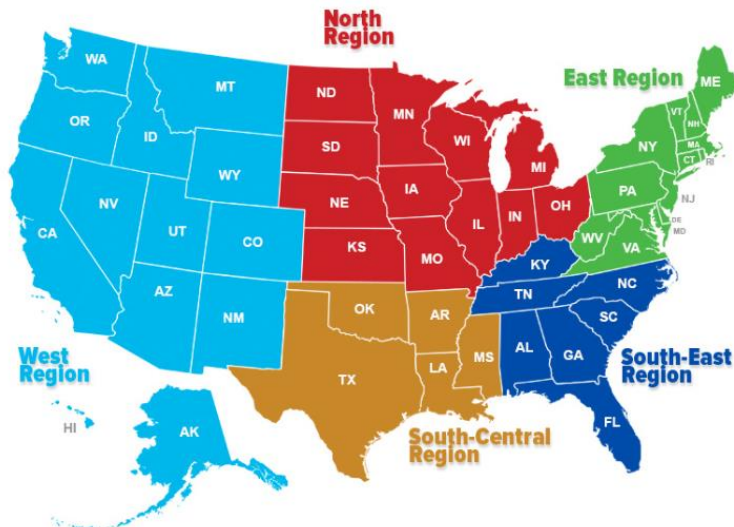 North
Region
East Region
WA
MT
ND
MN
ME
VT
NH
OR
ID
SD
WI
MI
NY
MA
CT
RI
WY
NE
IA
PA
NJ
NV
UT
CO
IL
IN
OH
DE
MD
CA
KS
MO
WV
VA
KY
AZ
NM
OK
AR
TN
NC
SC
West
Region
TX
LA
MS
AL
GA
South-East
Region
HI
AK
South-Central
Region
FL